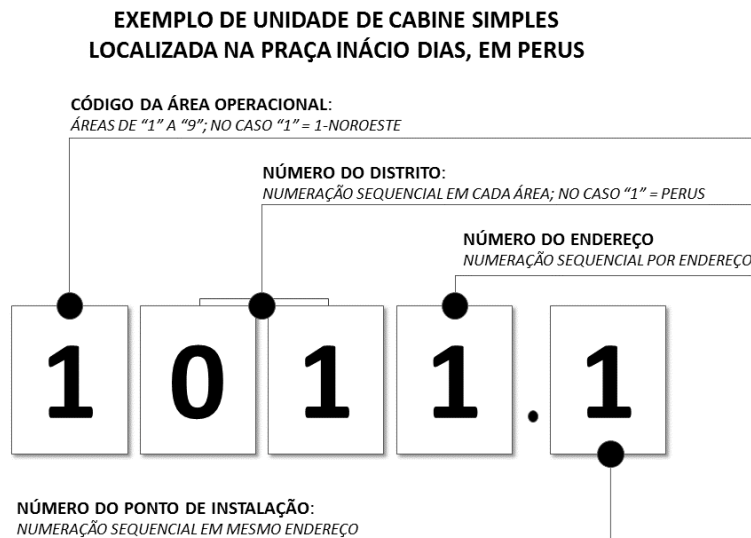 EXEMPLO DE UNIDADE DE CABINE SIMPLES
LOCALIZADA NA PRAÇA INÁCIO DIAS, EM PERUS
CÓDIGO DA ÁREA OPERACIONAL:
ÁREAS DE “1” A “9”; NO CASO “1” = 1-NOROESTE
NÚMERO DO DISTRITO:
NUMERAÇÃO SEQUENCIAL EM CADA ÁREA; NO CASO “1” = PERUS
NÚMERO DO ENDEREÇO
NUMERAÇÃO SEQUENCIAL POR ENDEREÇO
1 0 1 1 . 1
NÚMERO DO PONTO DE INSTALAÇÃO:
NUMERAÇÃO SEQUENCIAL EM MESMO ENDEREÇO